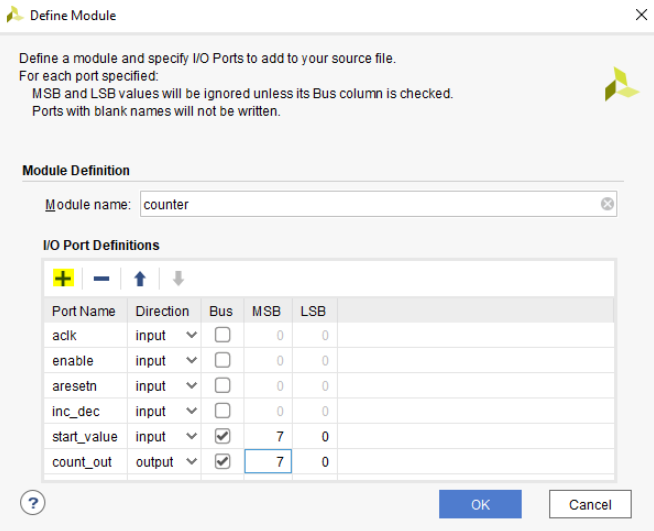 Define Module
Define a module and specify I/O Ports to add to your source file.
For each port specified:
MSB and LSB values will be ignored unless its Bus column is checked.
Ports with blank names will not be written.
Module Definition
Module name: counter
I/O Port Definitions
Port Name Direction Bus MSB LSB
aclk input 0 0
enable input 0 0
aresetn input 0 0
inc_dec input 0 0
start_value input 7 0
count_out output 7 0
? OK Cancel